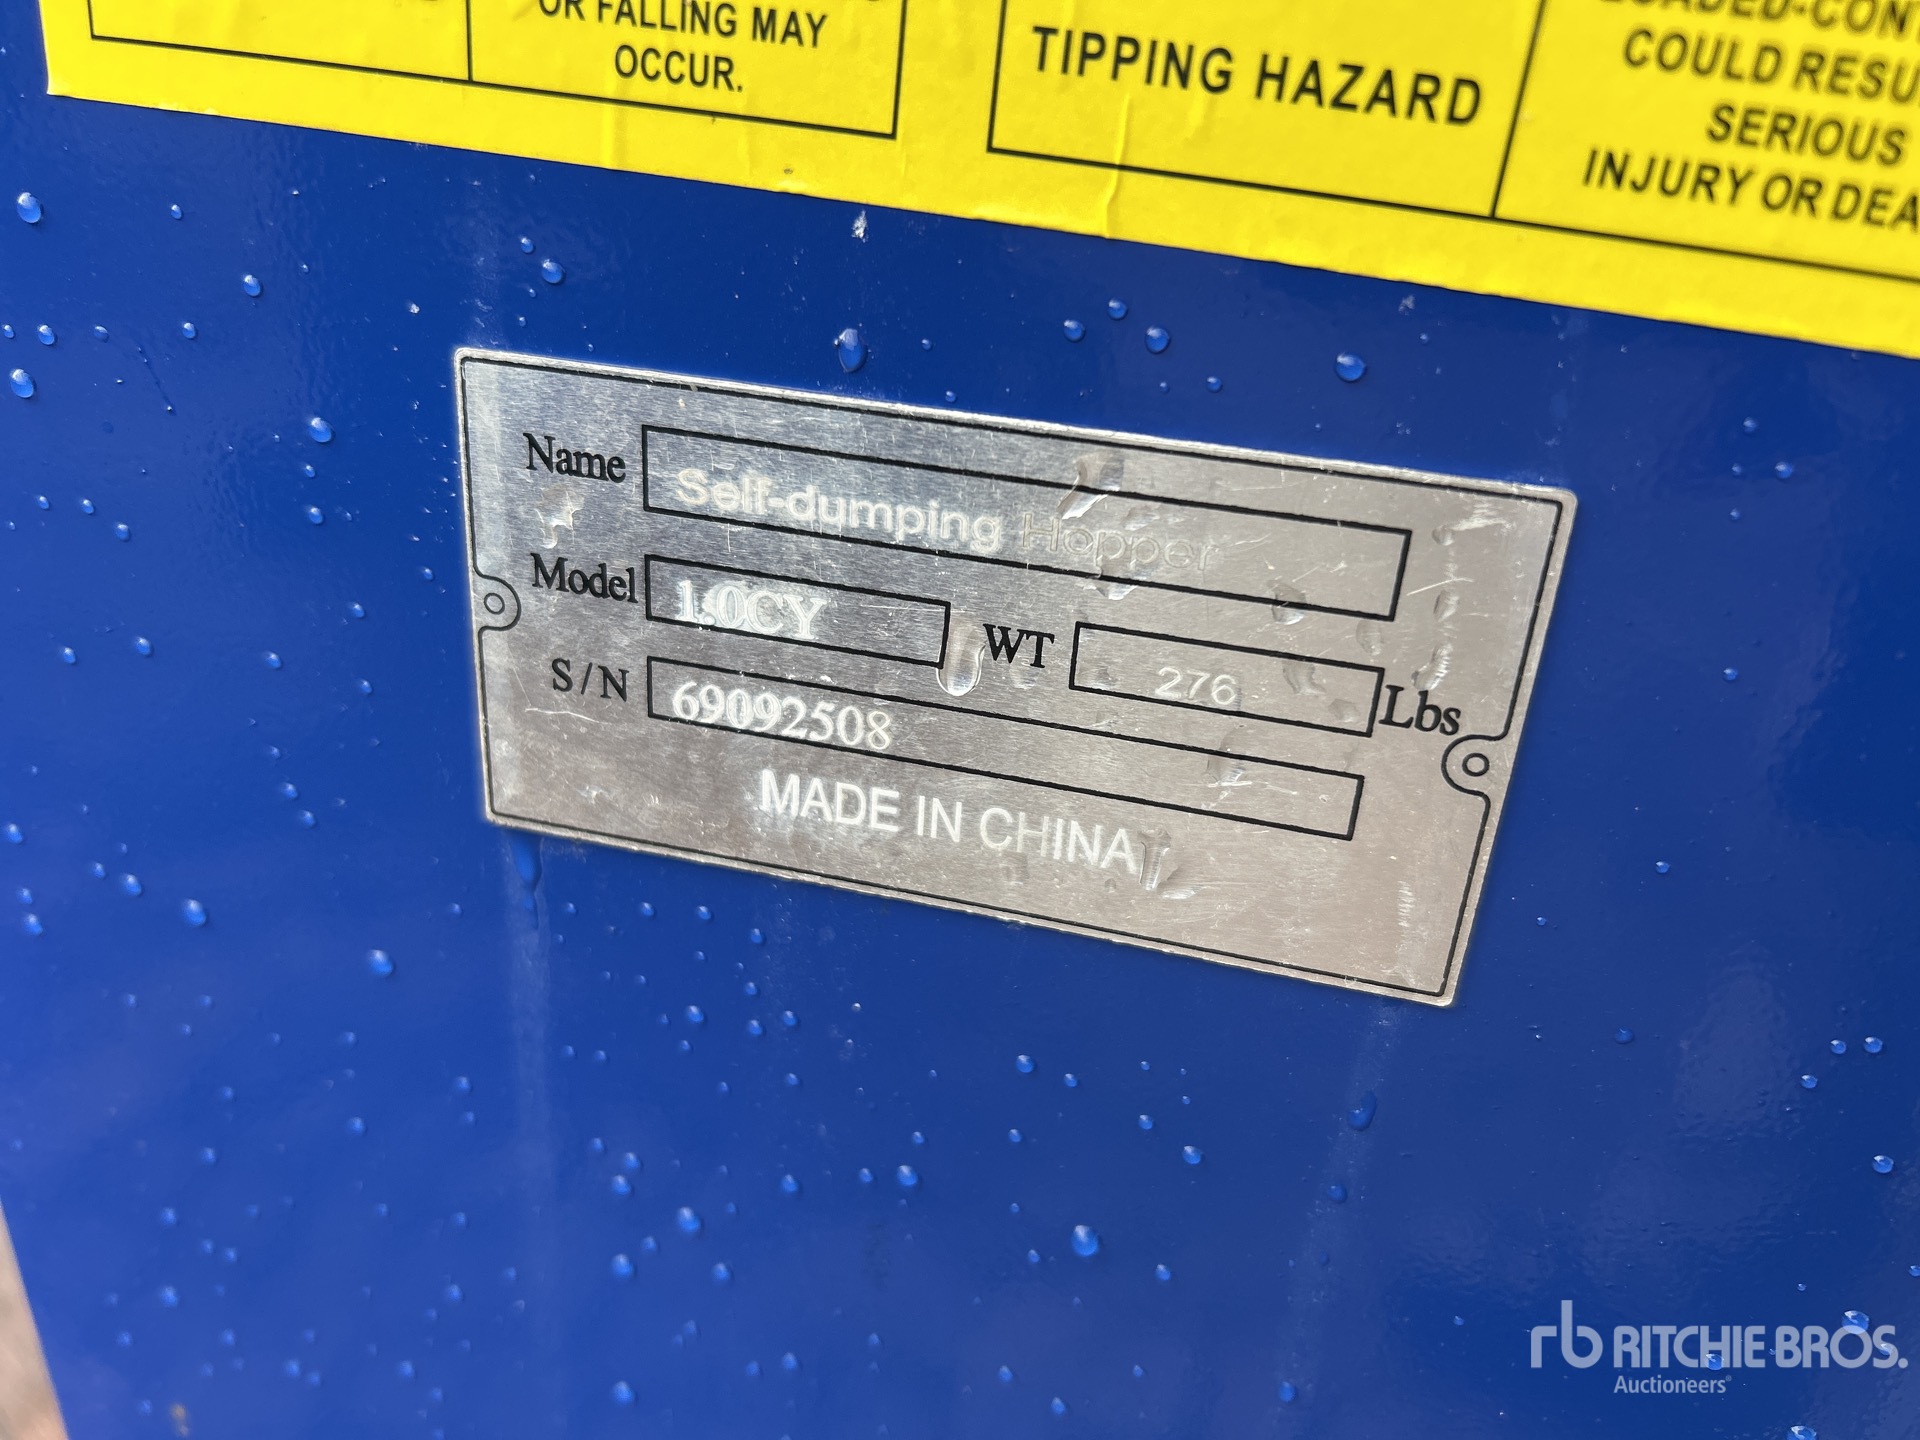 OR FALLING MAY
OCCUR.
TIPPING HAZARD
COULD RESU
SERIOUS
INJURY OR DEA
Name Self-dumping Hopper
Model 1.0CY WT 276 Lbs
S/N 69092508
MADE IN CHINA
rb RITCHIE BROS.
Auctioneers